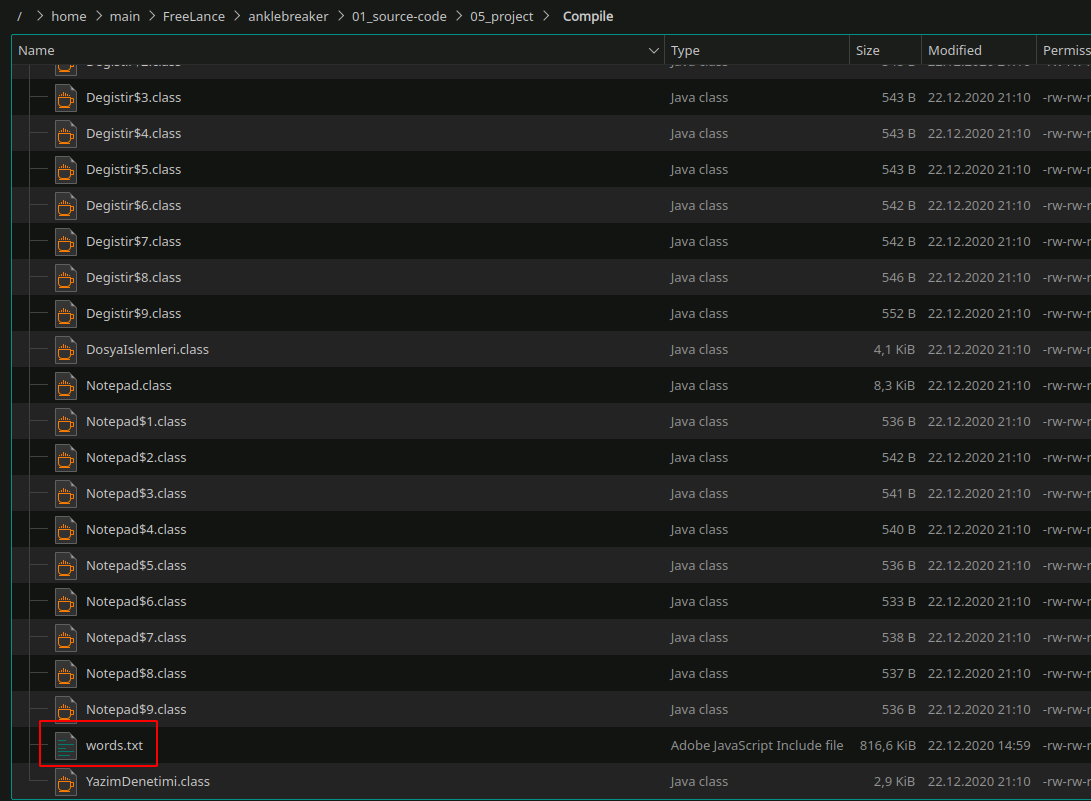 / > home > main > FreeLance > anklebreaker > 01_source-code > 05_project > Compile
Name Type Size Modified Permiss
Degistir$3.class Java class 543 B 22.12.2020 21:10 -rw-rw-r
Degistir$4.class Java class 543 B 22.12.2020 21:10 -rw-rw-r
Degistir$5.class Java class 543 B 22.12.2020 21:10 -rw-rw-r
Degistir$6.class Java class 542 B 22.12.2020 21:10 -rw-rw-r
Degistir$7.class Java class 542 B 22.12.2020 21:10 -rw-rw-r
Degistir$8.class Java class 546 B 22.12.2020 21:10 -rw-rw-r
Degistir$9.class Java class 552 B 22.12.2020 21:10 -rw-rw-r
DosyaIslemleri.class Java class 4,1 KiB 22.12.2020 21:10 -rw-rw-r
Notepad.class Java class 8,3 KiB 22.12.2020 21:10 -rw-rw-r
Notepad$1.class Java class 536 B 22.12.2020 21:10 -rw-rw-r
Notepad$2.class Java class 542 B 22.12.2020 21:10 -rw-rw-r
Notepad$3.class Java class 541 B 22.12.2020 21:10 -rw-rw-r
Notepad$4.class Java class 540 B 22.12.2020 21:10 -rw-rw-r
Notepad$5.class Java class 536 B 22.12.2020 21:10 -rw-rw-r
Notepad$6.class Java class 533 B 22.12.2020 21:10 -rw-rw-r
Notepad$7.class Java class 538 B 22.12.2020 21:10 -rw-rw-r
Notepad$8.class Java class 537 B 22.12.2020 21:10 -rw-rw-r
Notepad$9.class Java class 536 B 22.12.2020 21:10 -rw-rw-r
words.txt Adobe JavaScript Include file 816,6 KiB 22.12.2020 14:59 -rw-rw-r
YazimDenetimi.class Java class 2,9 KiB 22.12.2020 21:10 -rw-rw-r